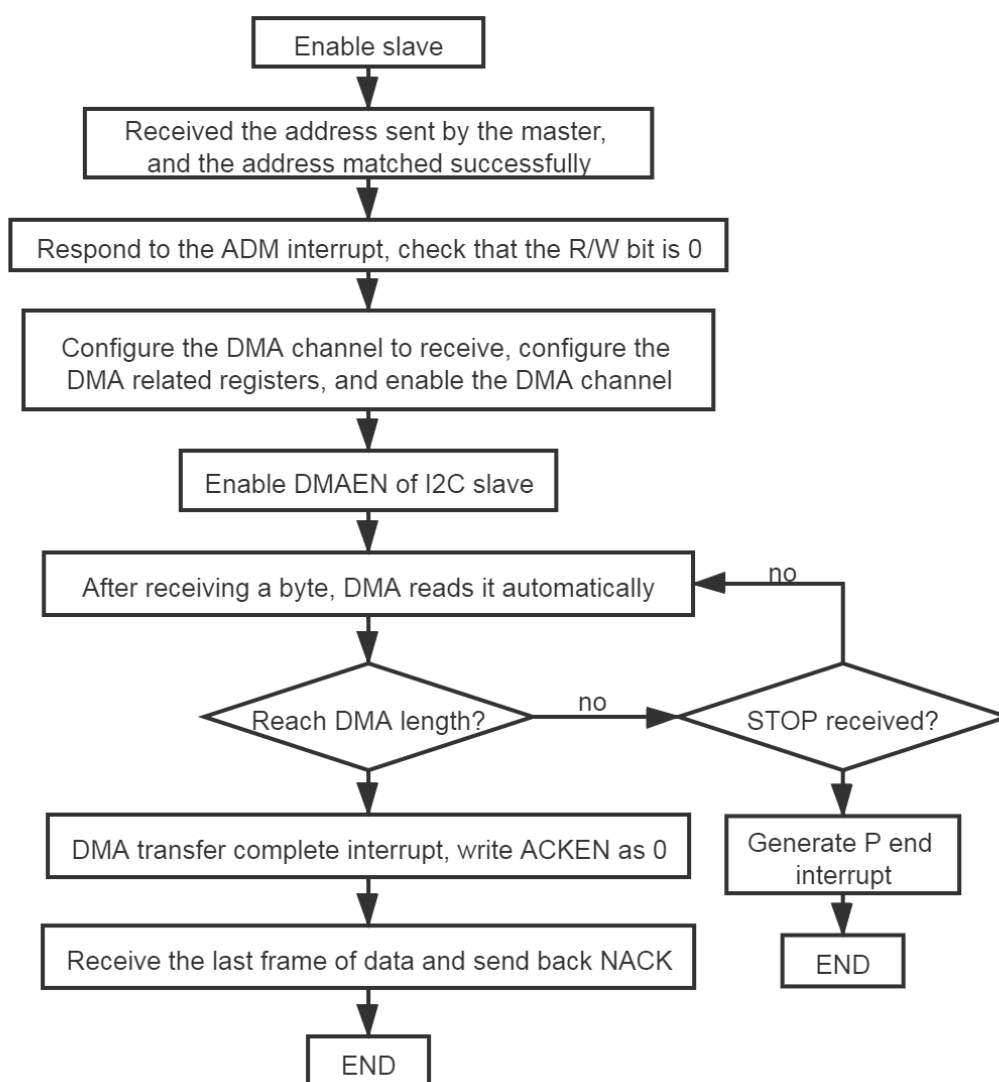 Enable slave
Received the address sent by the master,
and the address matched successfully
Respond to the ADM interrupt, check that the R/W bit is 0
Configure the DMA channel to receive, configure the
DMA related registers, and enable the DMA channel
Enable DMAEN of I2C slave
After receiving a byte, DMA reads it automatically
no
Reach DMA length?
no
STOP received?
DMA transfer complete interrupt, write ACKEN as 0
Generate P end
interrupt
Receive the last frame of data and send back NACK
END
END